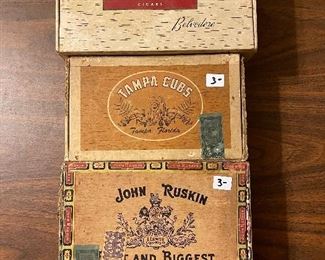 CIGARS
Belvedere
TAMPA CUBS
3-
Tampa Florida
3-
JOHN RUSKIN
AND BIGGEST